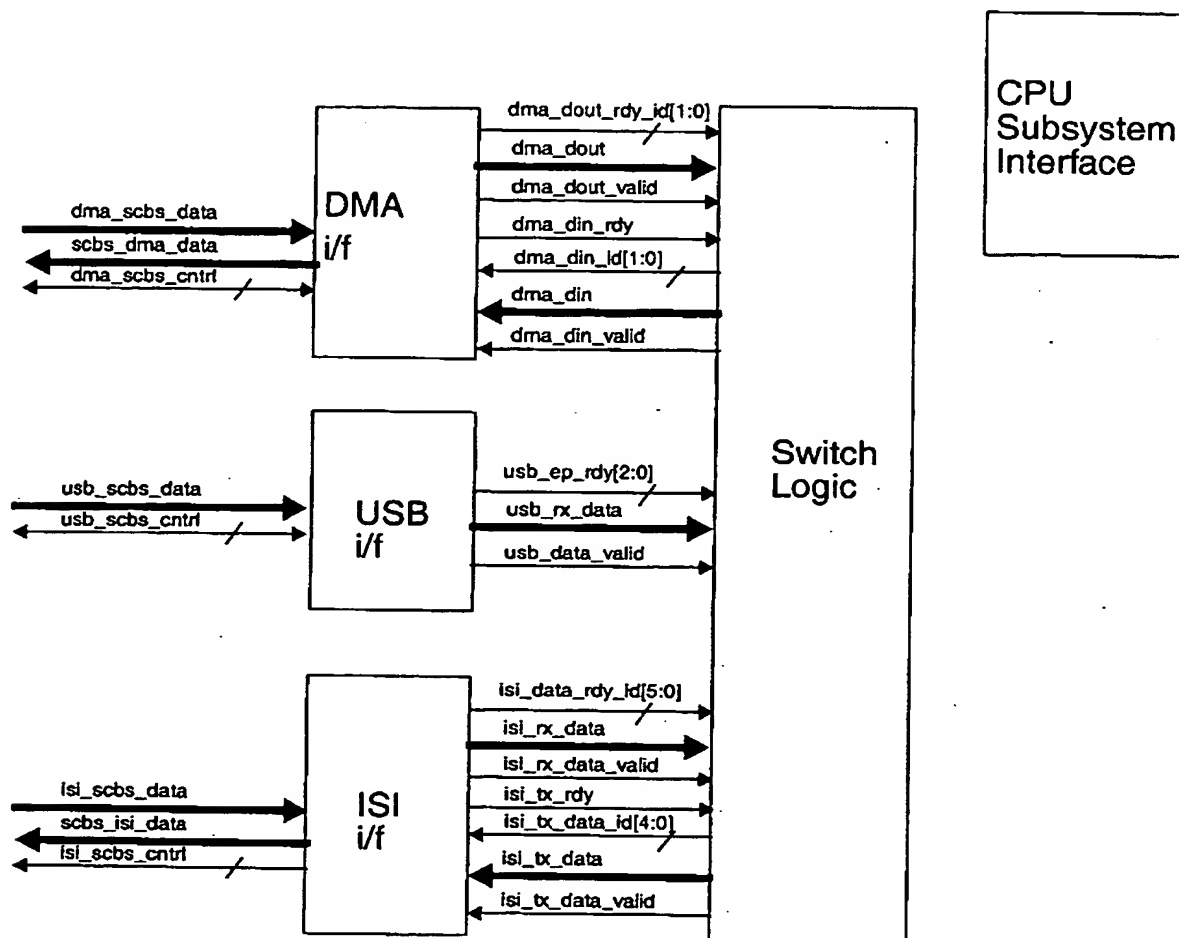 CPU
Subsystem
Interface
dma_dout_rdy_id[1:0]
dma_dout
dma_dout_valid
dma_din_rdy
dma_din_id[1:0]
dma_din
dma_din_valid
DMA
i/f
dma_scbs_data
scbs_dma_data
dma_scbs_cntrl
Switch
Logic
usb_ep_rdy[2:0]
usb_rx_data
usb_data_valid
USB
i/f
usb_scbs_data
usb_scbs_cntrl
isi_data_rdy_id[5:0]
isi_rx_data
isi_rx_data_valid
isi_tx_rdy
isi_tx_data_id[4:0]
isi_tx_data
isi_tx_data_valid
ISI
i/f
isi_scbs_data
scbs_isi_data
isi_scbs_cntrl